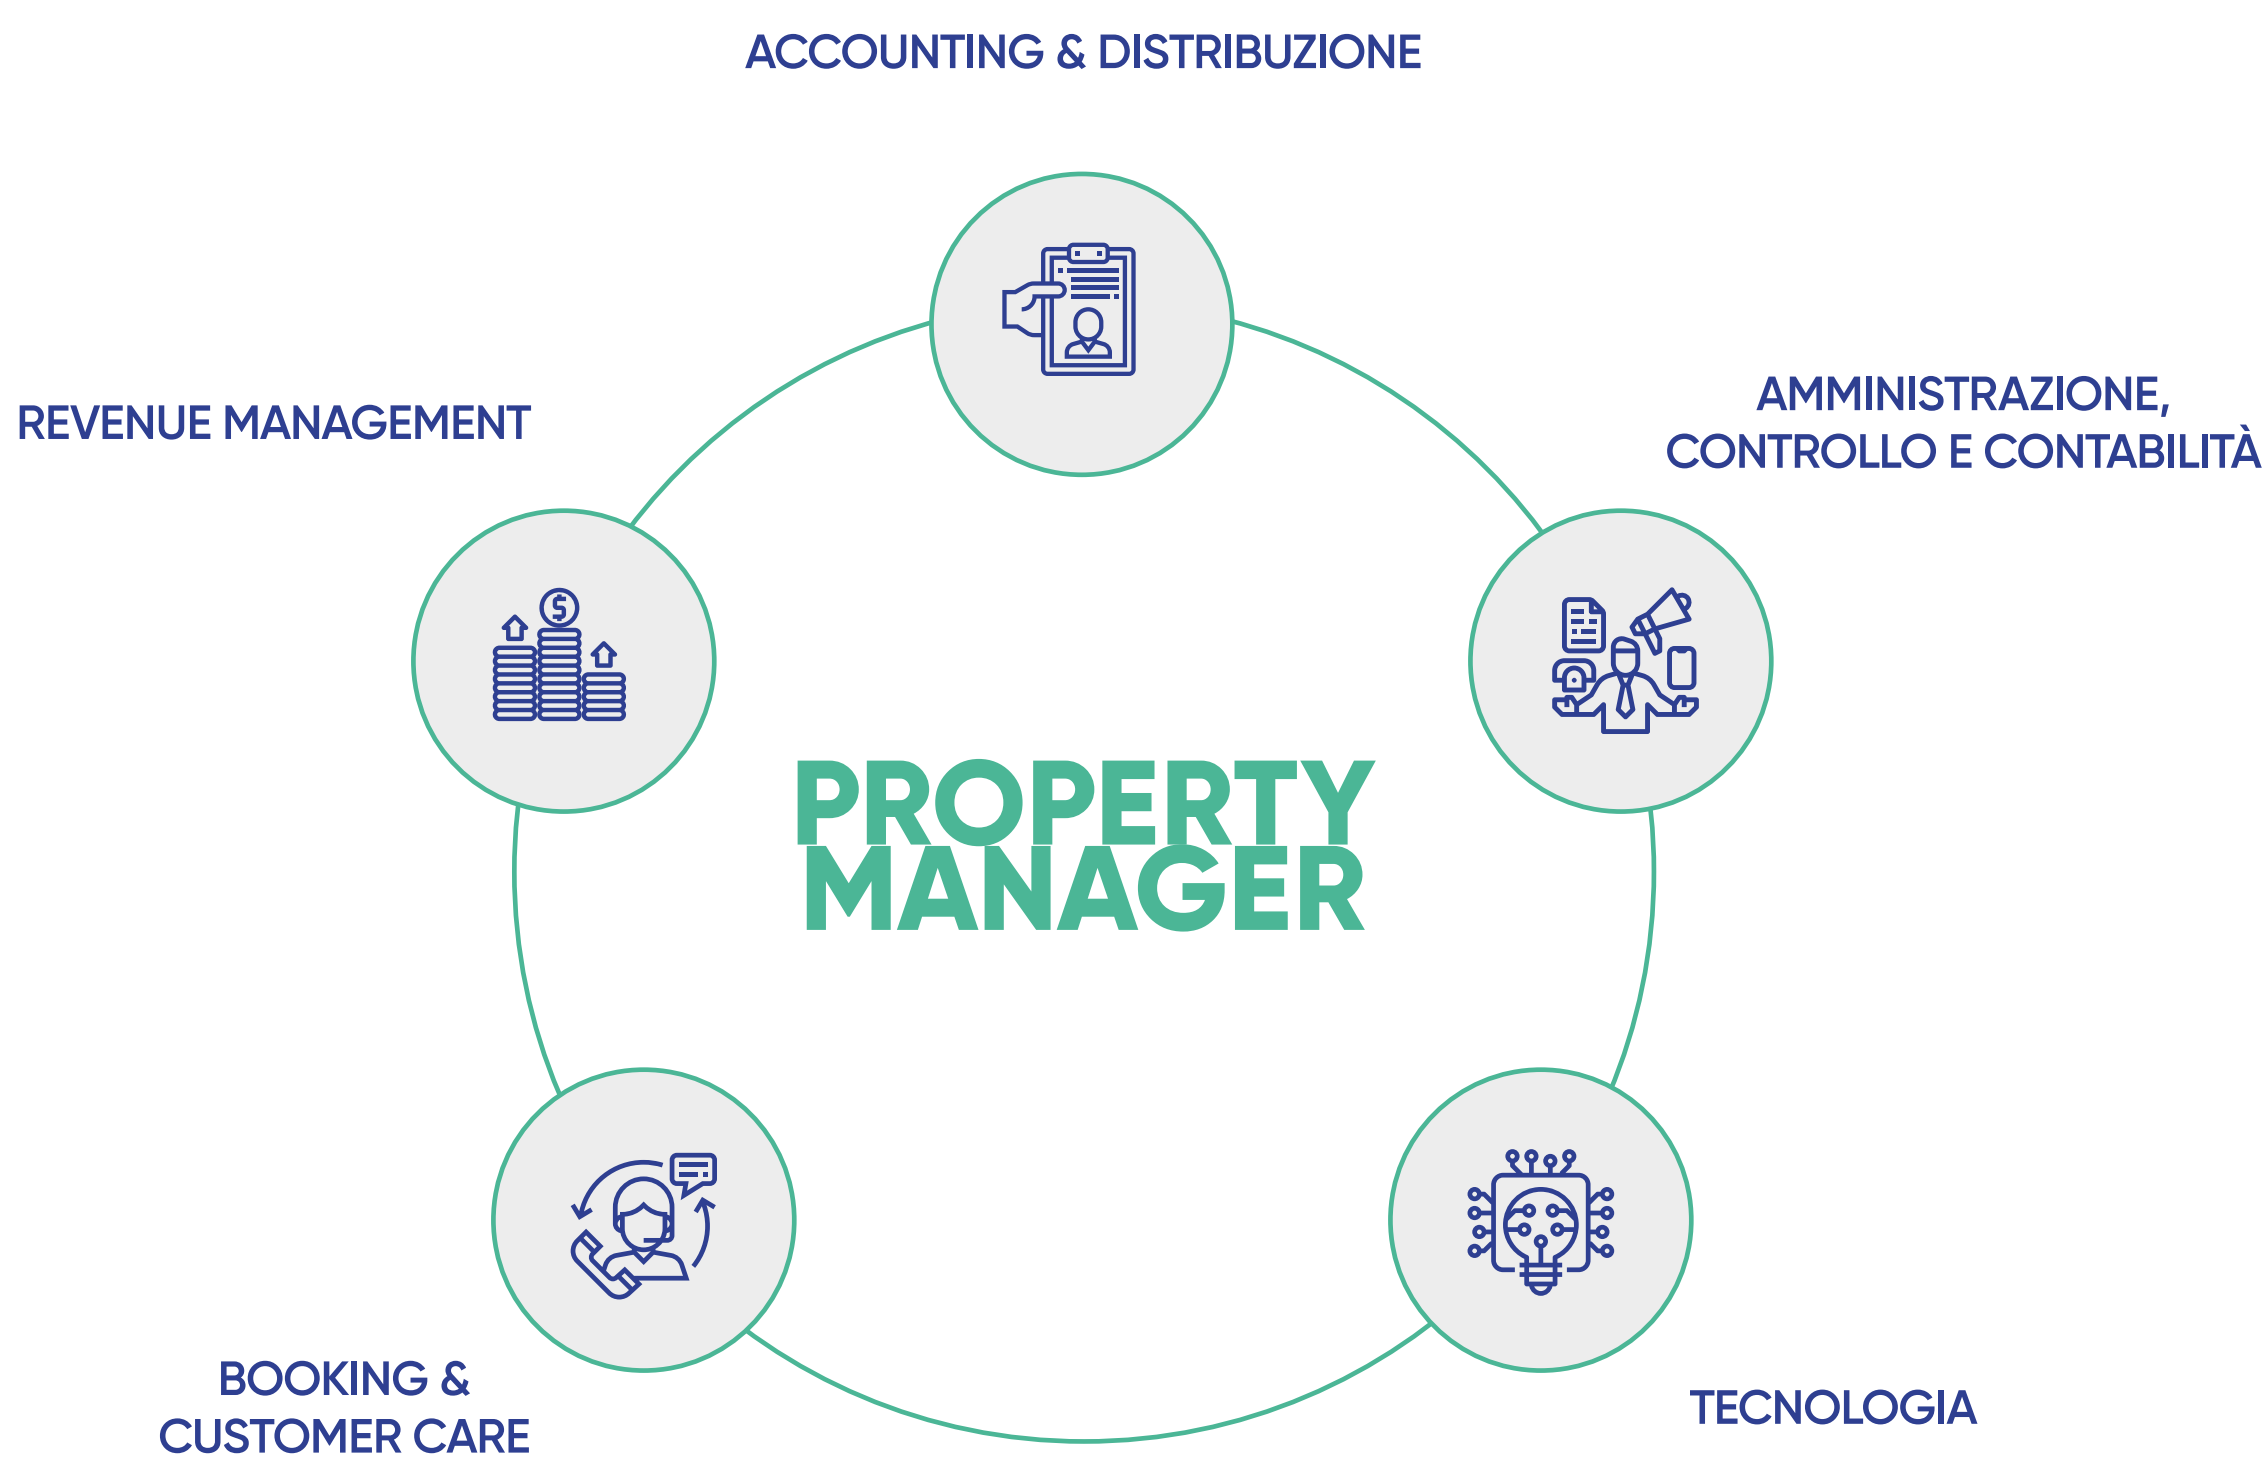 ACCOUNTING & DISTRIBUZIONE
REVENUE MANAGEMENT
AMMINISTRAZIONE,
CONTROLLO E CONTABILITÀ
$
PROPERTY
MANAGER
BOOKING &
CUSTOMER CARE
TECNOLOGIA